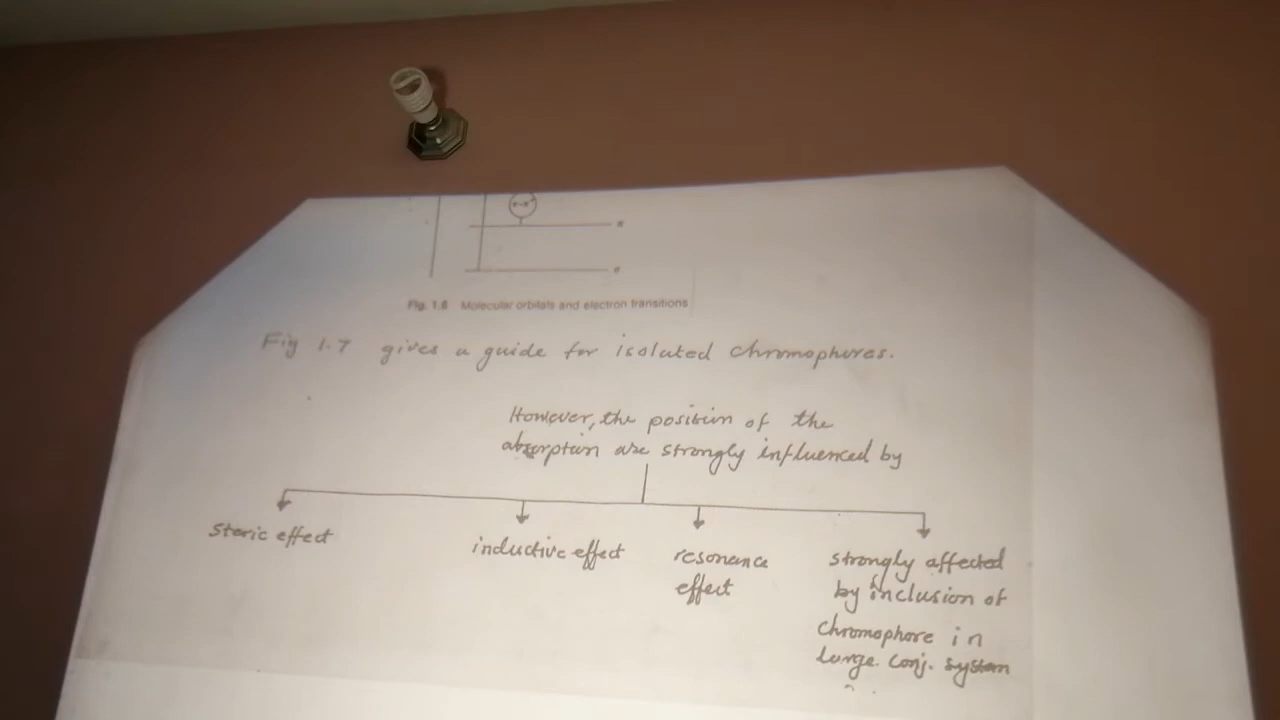 π
σ
Fig. 1.6 Molecular orbitals and electron transitions
Fig 1.7 gives a guide for isolated chromophores.
However, the position of the
absorption are strongly influenced by
Steric effect
inductive effect
resonance
effect
strongly affected
by inclusion of
chromophore in
large conj. system